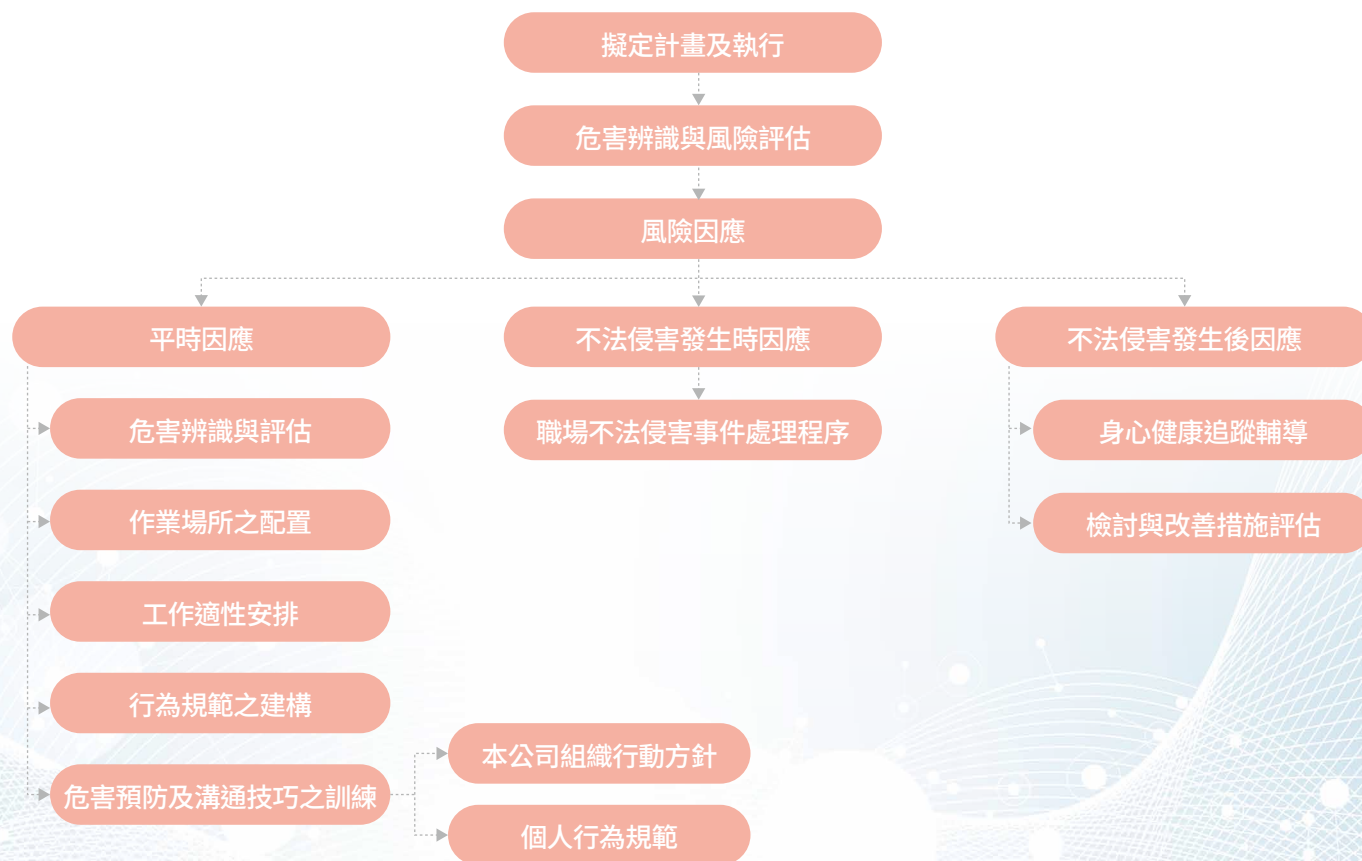 擬定計畫及執行
危害辨識與風險評估
風險因應
平時因應
不法侵害發生時因應
不法侵害發生後因應
危害辨識與評估
職場不法侵害事件處理程序
身心健康追蹤輔導
作業場所之配置
檢討與改善措施評估
工作適性安排
行為規範之建構
本公司組織行動方針
危害預防及溝通技巧之訓練
個人行為規範